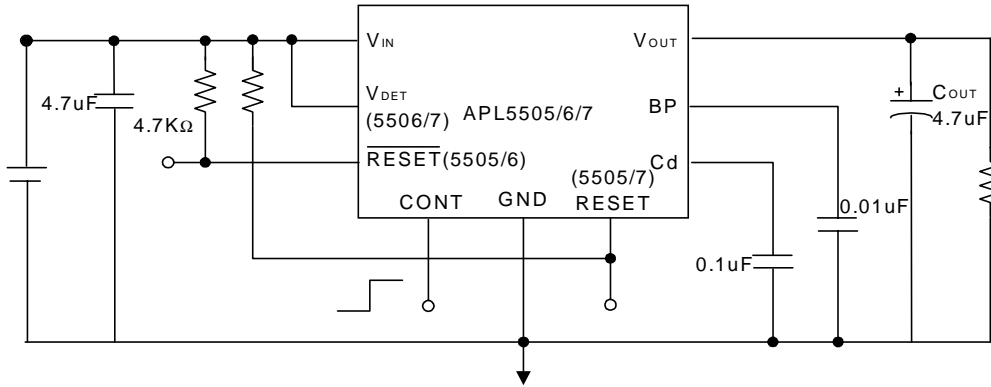 VIN
VOUT
4.7uF
VDET
(5506/7)
APL5505/6/7
BP
+
COUT
4.7uF
4.7KΩ
RESET(5505/6)
Cd
(5505/7)
RESET
CONT
GND
0.01uF
0.1uF